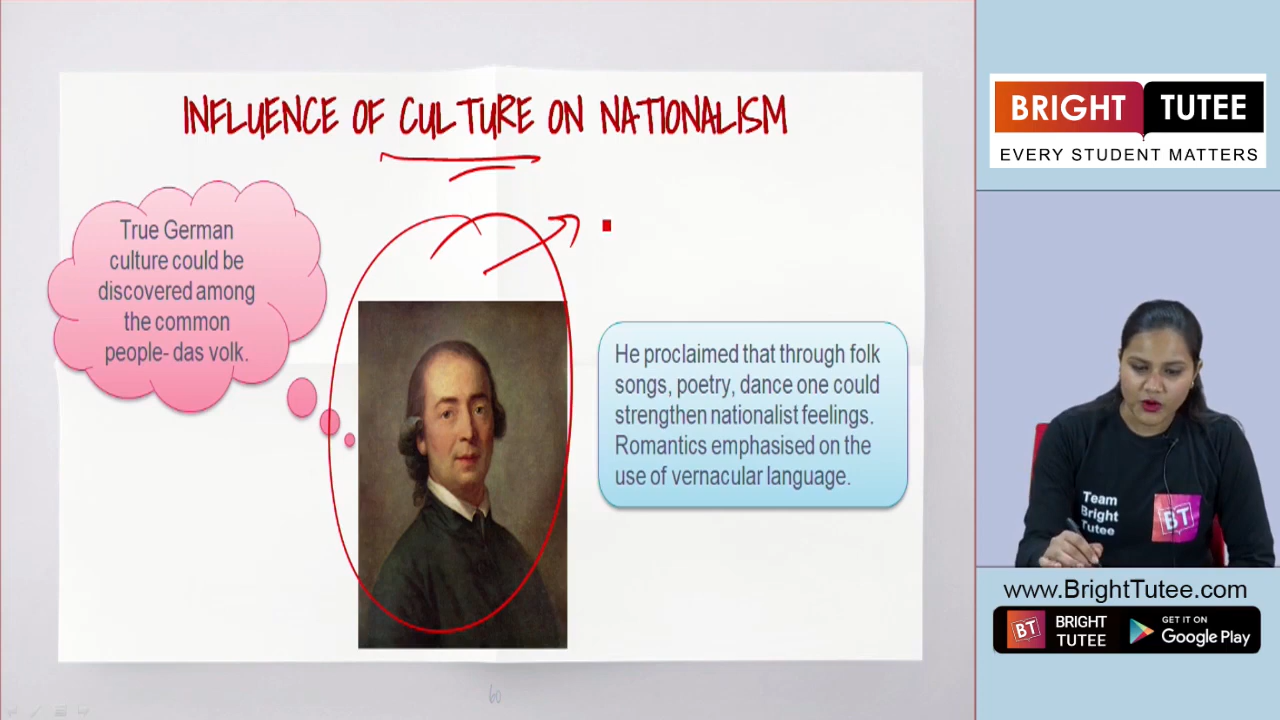 INFLUENCE OF CULTURE ON NATIONALISM
True German
culture could be
discovered among
the common
people- das volk.
He proclaimed that through folk
songs, poetry, dance one could
strengthen nationalist feelings.
Romantics emphasised on the
use of vernacular language.
60
BRIGHT TUTEE
EVERY STUDENT MATTERS
Team
Bright
Tutee
BT
www.BrightTutee.com
BT
BRIGHT
TUTEE
GET IT ON
Google Play